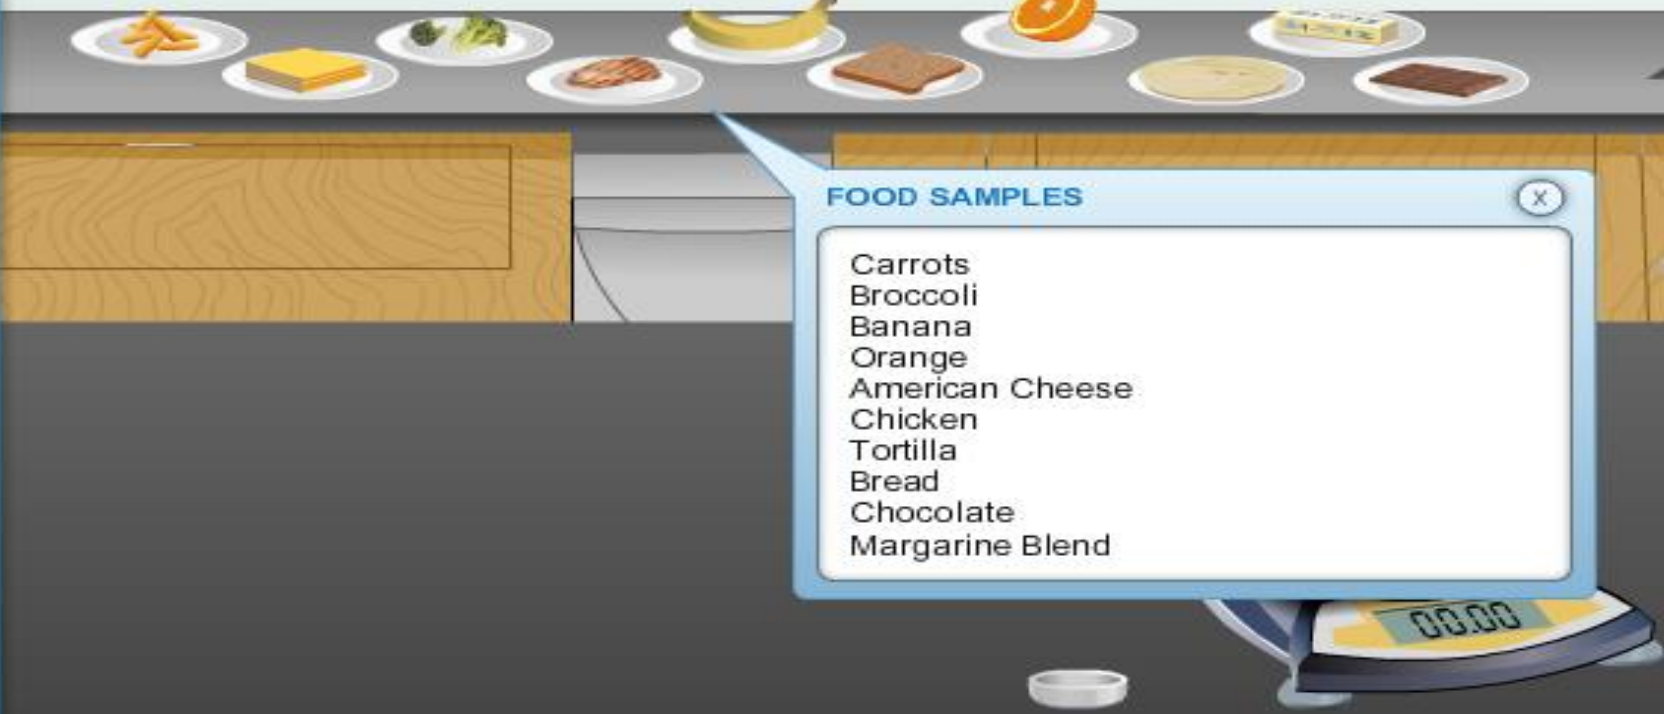 FOOD SAMPLES
X
Carrots
Broccoli
Banana
Orange
American Cheese
Chicken
Tortilla
Bread
Chocolate
Margarine Blend
00.00